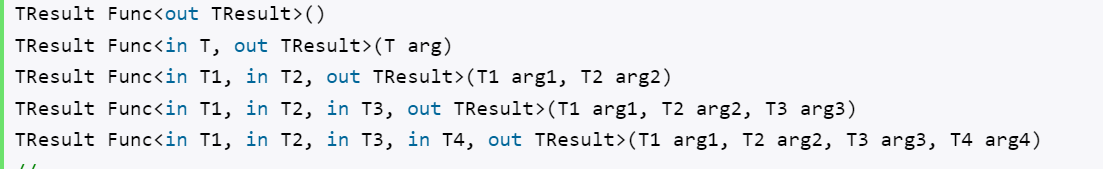 TResult Func<out TResult>()
TResult Func<in T, out TResult>(T arg)
TResult Func<in T1, in T2, out TResult>(T1 arg1, T2 arg2)
TResult Func<in T1, in T2, in T3, out TResult>(T1 arg1, T2 arg2, T3 arg3)
TResult Func<in T1, in T2, in T3, in T4, out TResult>(T1 arg1, T2 arg2, T3 arg3, T4 arg4)